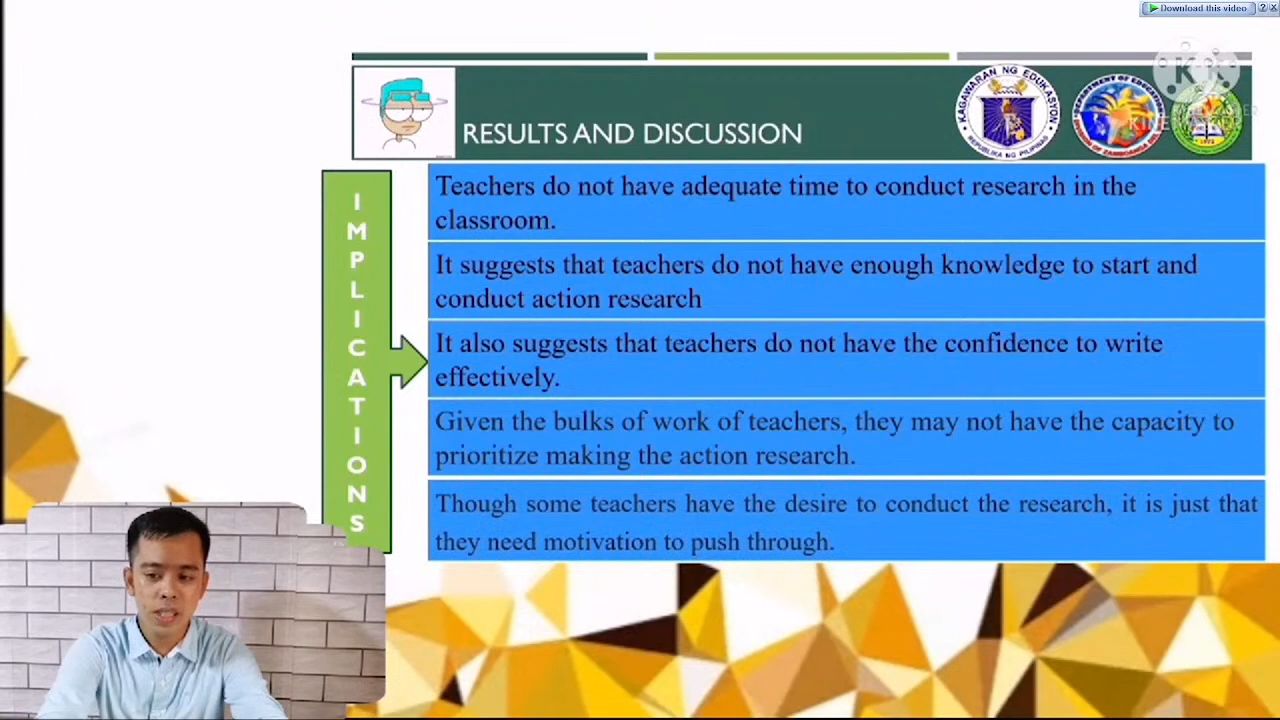 Download this video
RESULTS AND DISCUSSION
KAGAWARAN NG EDUKASYON
REPUBLIKA NG PILIPINAS
DEPARTMENT OF EDUCATION
KINEMASTER
IMPLICATIONS
Teachers do not have adequate time to conduct research in the
classroom.
It suggests that teachers do not have enough knowledge to start and
conduct action research
It also suggests that teachers do not have the confidence to write
effectively.
Given the bulks of work of teachers, they may not have the capacity to
prioritize making the action research.
Though some teachers have the desire to conduct the research, it is just that
they need motivation to push through.